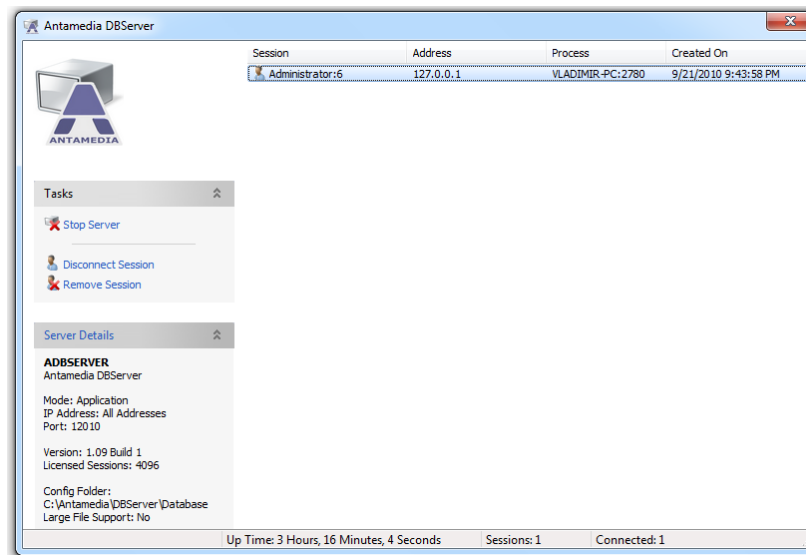 Antamedia DBServer
Session Address Process Created On
Administrator:6 127.0.0.1 VLADIMIR-PC:2780 9/21/2010 9:43:58 PM
ANTAMEDIA
Tasks
Stop Server
Disconnect Session
Remove Session
Server Details
ADBSERVER
Antamedia DBServer
Mode: Application
IP Address: All Addresses
Port: 12010
Version: 1.09 Build 1
Licensed Sessions: 4096
Config Folder:
C:\Antamedia\DBServer\Database
Large File Support: No
Up Time: 3 Hours, 16 Minutes, 4 Seconds Sessions: 1 Connected: 1